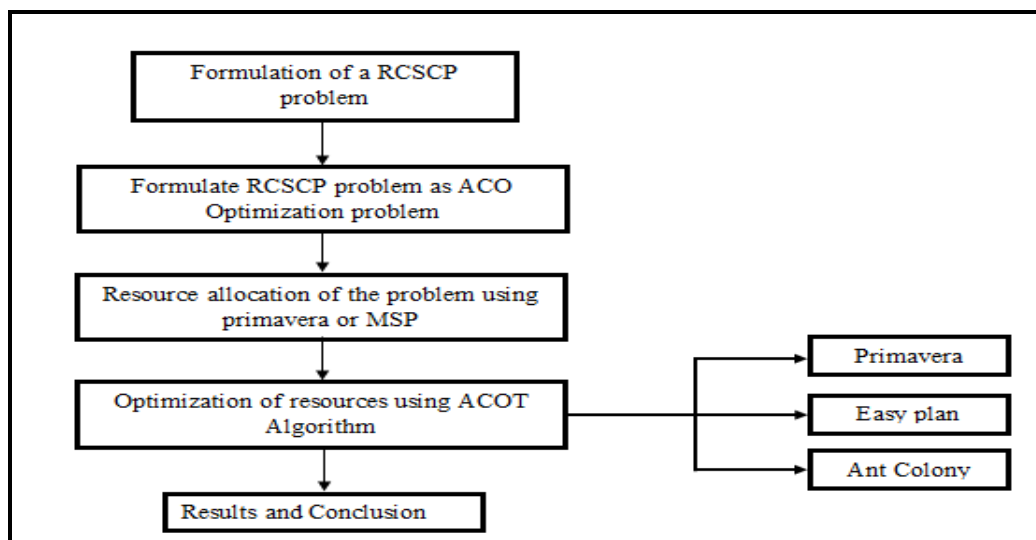 Formulation of a RCSCP
problem
Formulate RCSCP problem as ACO
Optimization problem
Resource allocation of the problem using
primavera or MSP
Optimization of resources using ACOT
Algorithm
Primavera
Easy plan
Ant Colony
Results and Conclusion